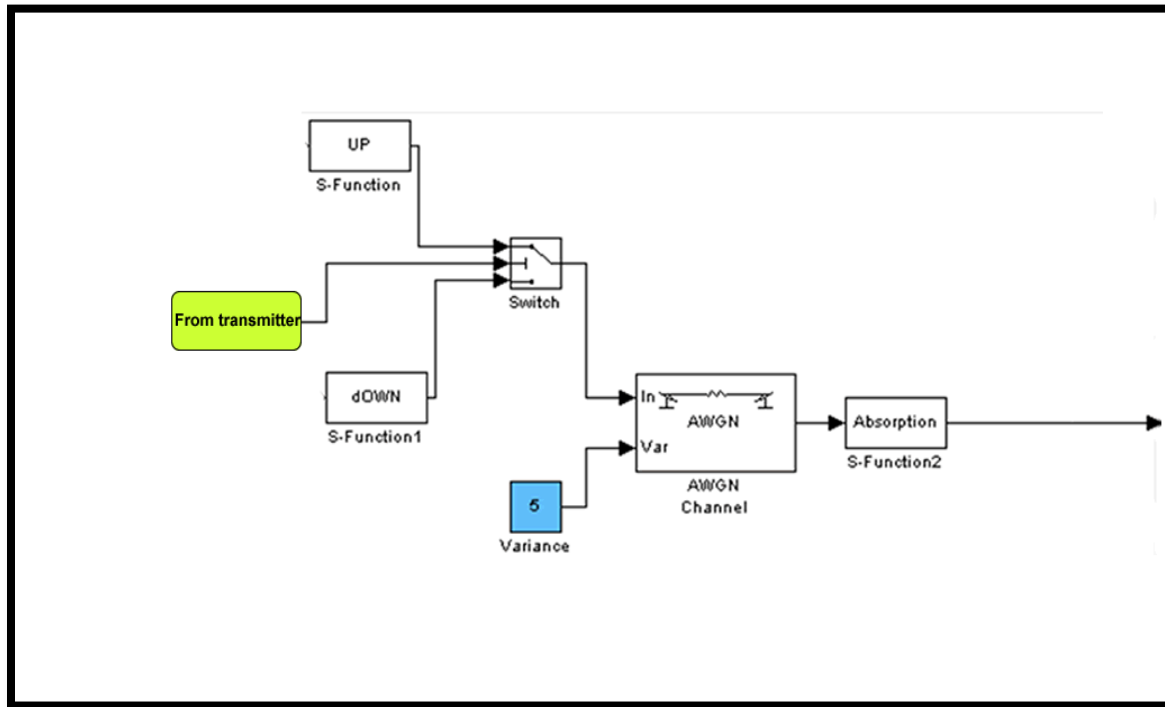 UP
S-Function
Switch
From transmitter
dOWN
S-Function1
In
AWGN
Var
AWGN
Channel
Absorption
S-Function2
5
Variance